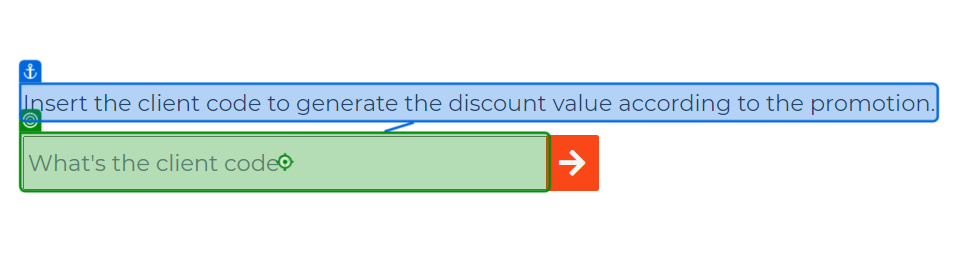 Insert the client code to generate the discount value according to the promotion.
What's the client code